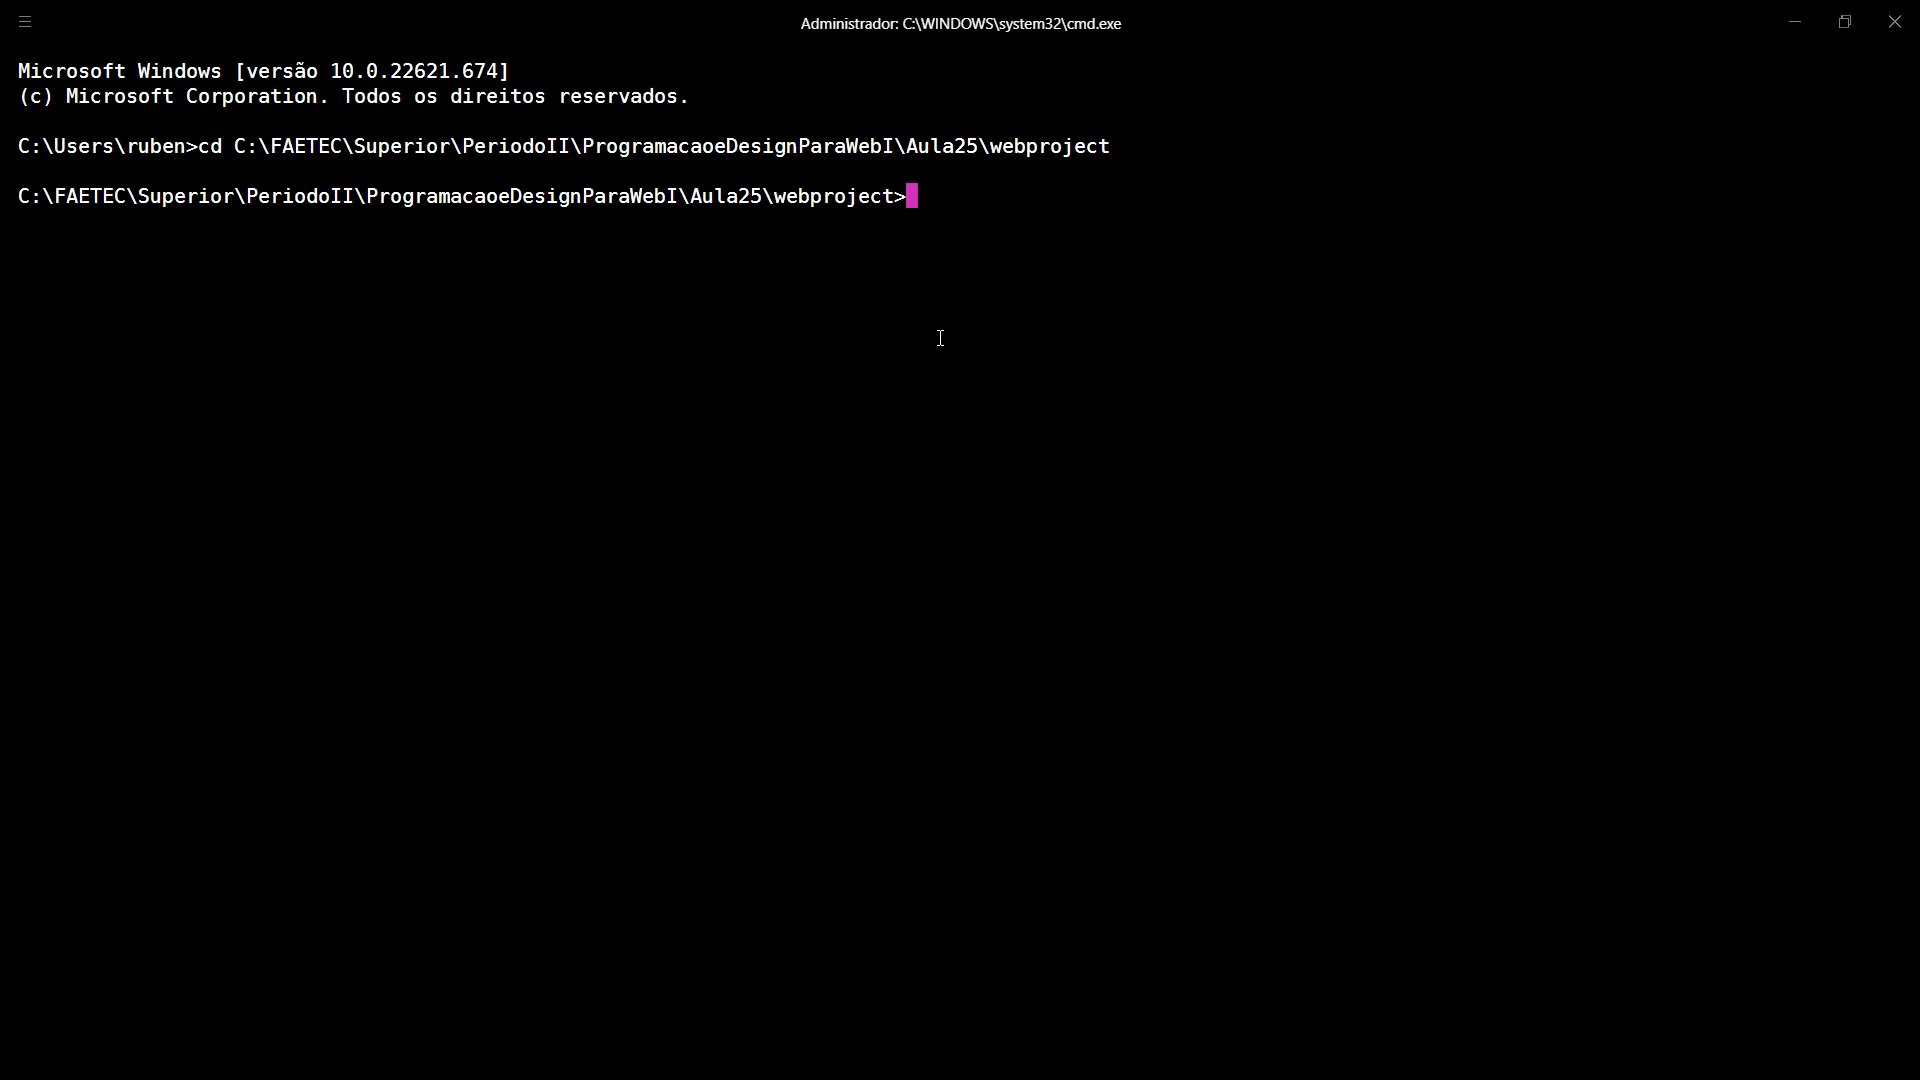 Administrador: C:\WINDOWS\system32\cmd.exe
Microsoft Windows [versão 10.0.22621.674]
(c) Microsoft Corporation. Todos os direitos reservados.
C:\Users\ruben>cd C:\FAETEC\Superior\PeriodoII\ProgramacaoeDesignParaWebI\Aula25\webproject
C:\FAETEC\Superior\PeriodoII\ProgramacaoeDesignParaWebI\Aula25\webproject>